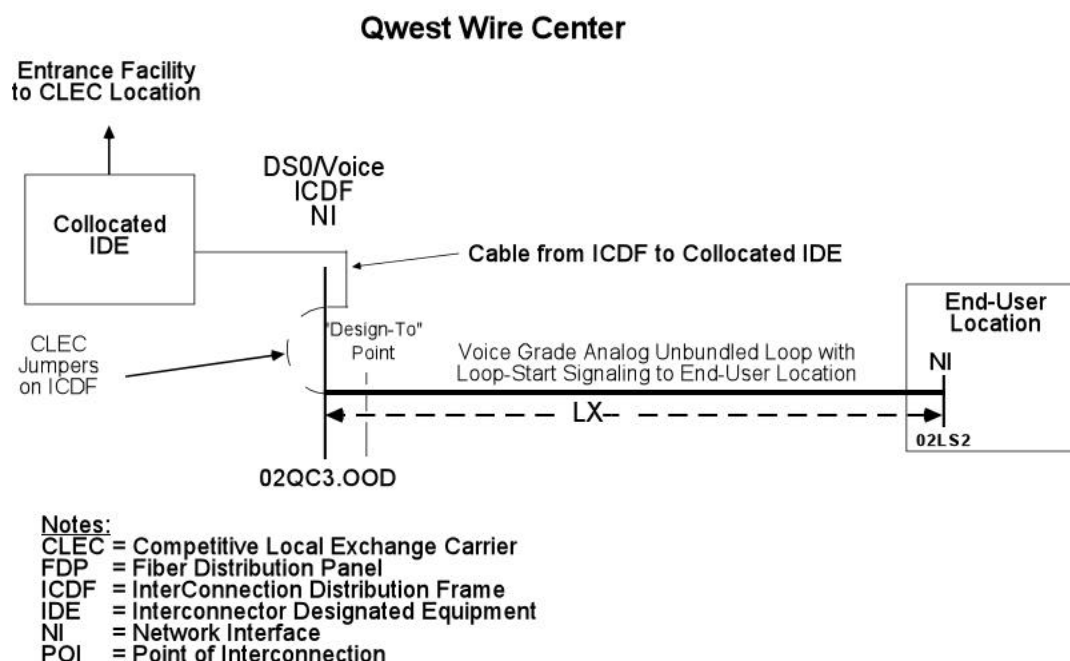 Qwest Wire Center
Entrance Facility
to CLEC Location
DS0/Voice
ICDF
NI
Collocated
IDE
Cable from ICDF to Collocated IDE
End-User
Location
CLEC
Jumpers
on ICDF
"Design-To"
Point
Voice Grade Analog Unbundled Loop with
Loop-Start Signaling to End-User Location
NI
LX
02LS2
02QC3.OOD
Notes:
CLEC = Competitive Local Exchange Carrier
FDP = Fiber Distribution Panel
ICDF = InterConnection Distribution Frame
IDE = Interconnector Designated Equipment
NI = Network Interface
POI = Point of Interconnection